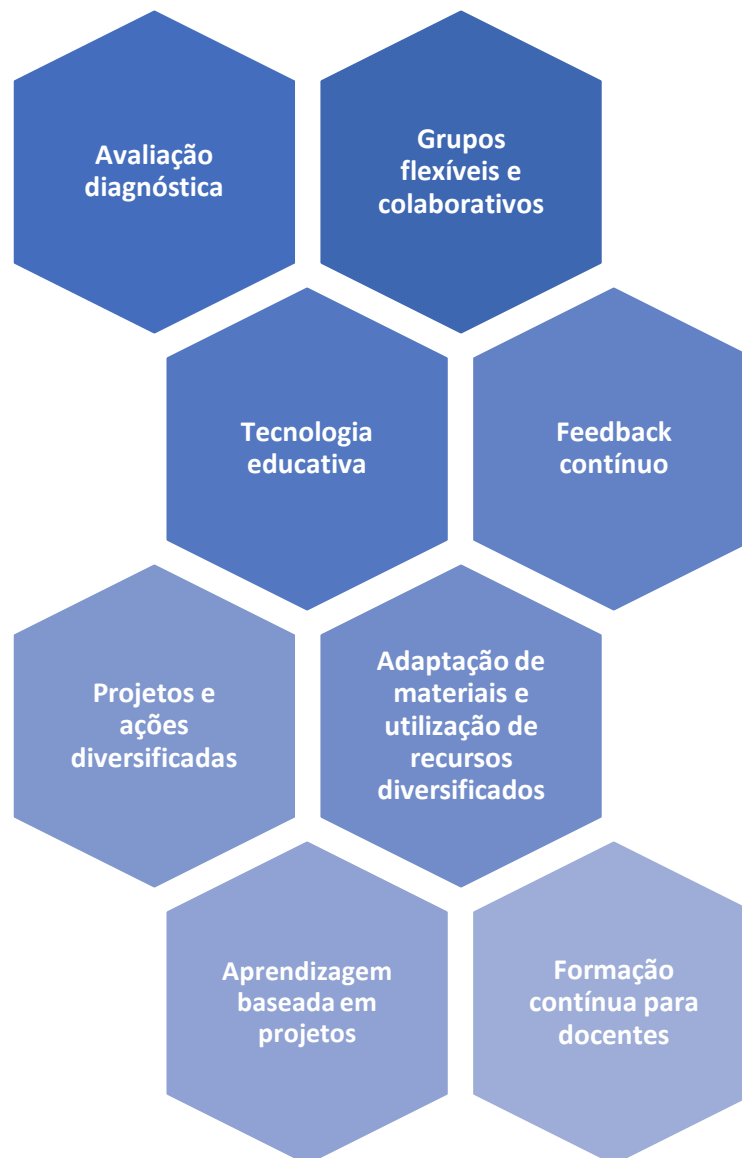 Avaliação
diagnóstica
Grupos
flexíveis e
colaborativos
Tecnologia
educativa
Feedback
contínuo
Projetos e
ações
diversificadas
Adaptação de
materiais e
utilização de
recursos
diversificados
Aprendizagem
baseada em
projetos
Formação
contínua para
docentes